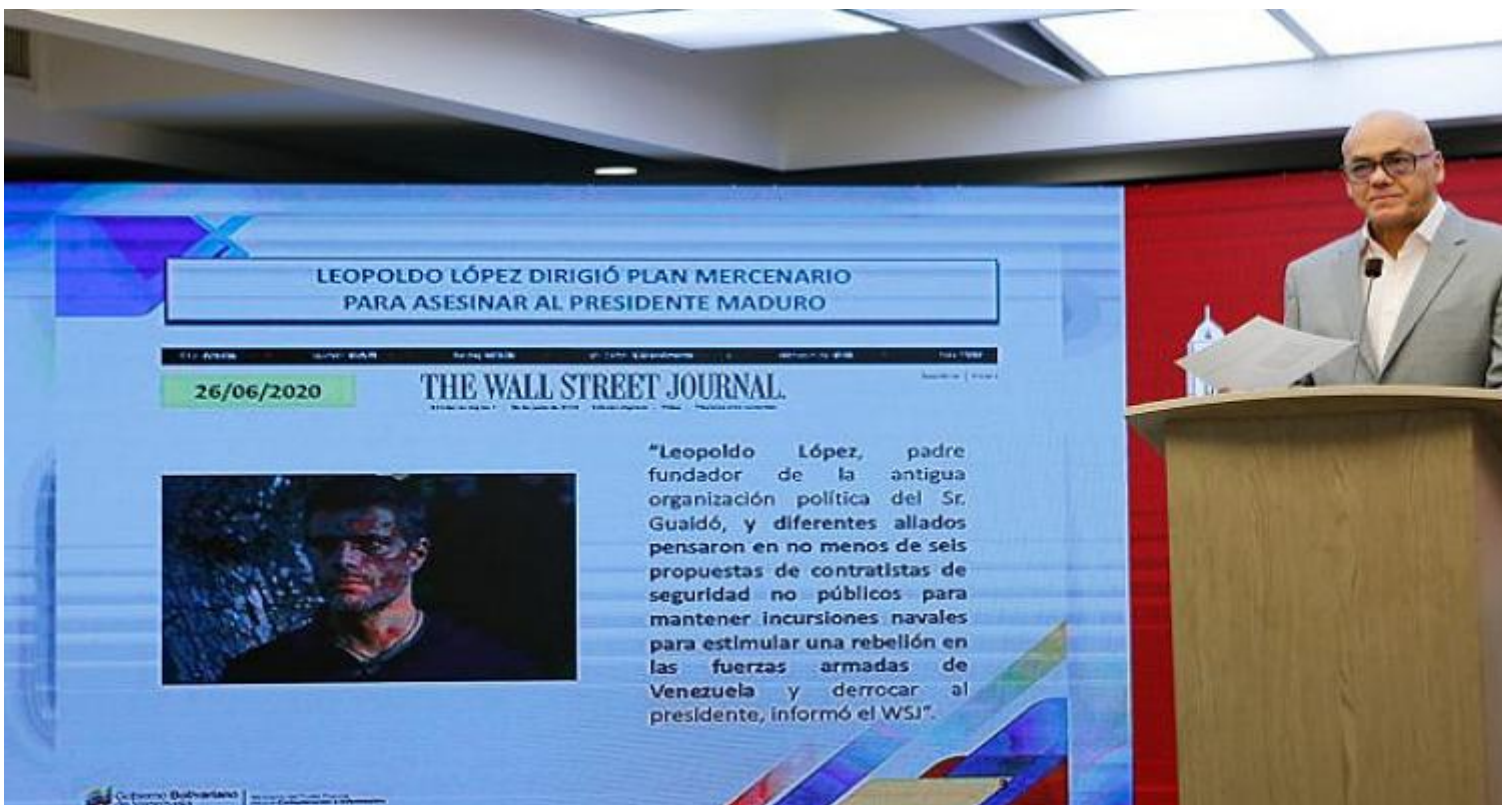 LEOPOLDO LÓPEZ DIRIGIÓ PLAN MERCENARIO
PARA ASESINAR AL PRESIDENTE MADURO
26/06/2020
THE WALL STREET JOURNAL.
"Leopoldo López, padre
fundador de la antigua
organización política del Sr.
Guaidó, y diferentes aliados
pensaron en no menos de seis
propuestas de contratistas de
seguridad no públicos para
mantener incursiones navales
para estimular una rebelión en
las fuerzas armadas de
Venezuela y derrocar al
presidente, informó el WSJ".
Gobierno Bolivariano